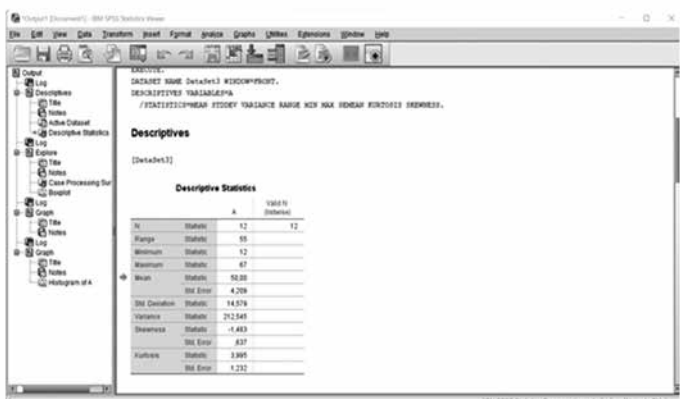 *Output1 [Document1] - IBM SPSS Statistics Viewer
File Edit View Data Transform Insert Format Analyze Graphs Utilities Extensions Window Help
Output
Log
Descriptives
Title
Notes
Active Dataset
Descriptive Statistics
Log
Explore
Title
Notes
Case Processing Sur
Boxplot
Log
Graph
Title
Notes
Log
Graph
Title
Notes
Histogram of A
EXECUTE.
DATASET NAME DataSet3 WINDOW=FRONT.
DESCRIPTIVES VARIABLES=A
/STATISTICS=MEAN STDDEV VARIANCE RANGE MIN MAX SEMEAN KURTOSIS SKEWNESS.
Descriptives
[DataSet3]
Descriptive Statistics
A Valid N (listwise)
N Statistic 12 12
Range Statistic 55
Minimum Statistic 12
Maximum Statistic 67
Mean Statistic 50,00
Std. Error 4,209
Std. Deviation Statistic 14,579
Variance Statistic 212,545
Skewness Statistic -1,463
Std. Error ,637
Kurtosis Statistic 3,995
Std. Error 1,232